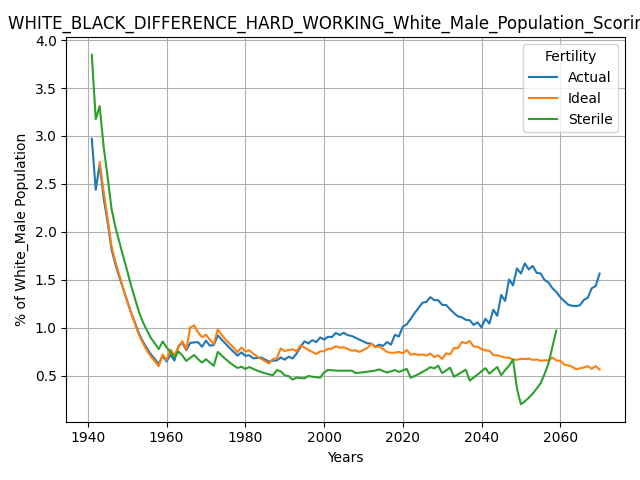 WHITE_BLACK_DIFFERENCE_HARD_WORKING_White_Male_Population_Scorin
4.0
3.5
3.0
2.5
2.0
1.5
1.0
0.5
% of White_Male Population
Fertility
Actual
Ideal
Sterile
1940 1960 1980 2000 2020 2040 2060
Years